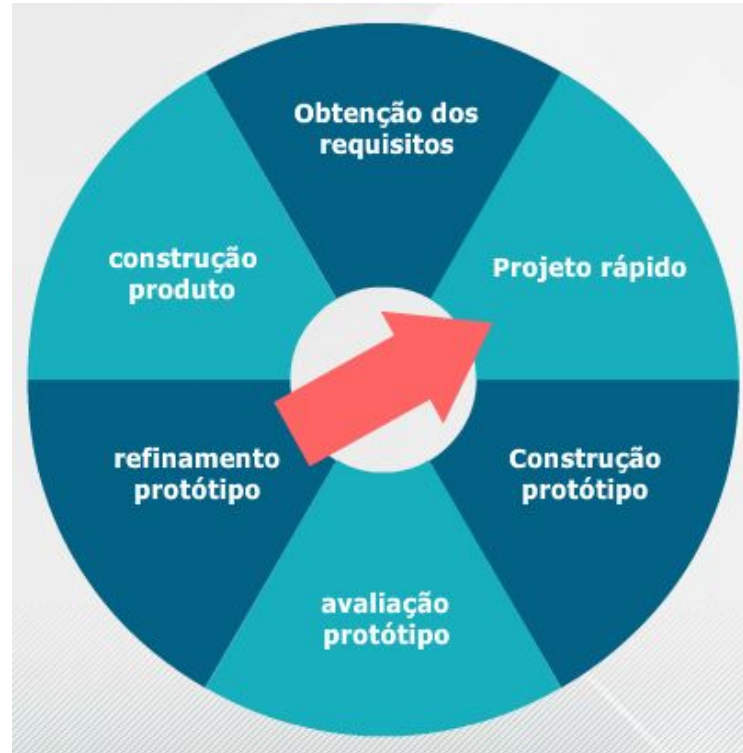 Obtenção dos
requisitos
Projeto rápido
Construção
protótipo
avaliação
protótipo
refinamento
protótipo
construção
produto